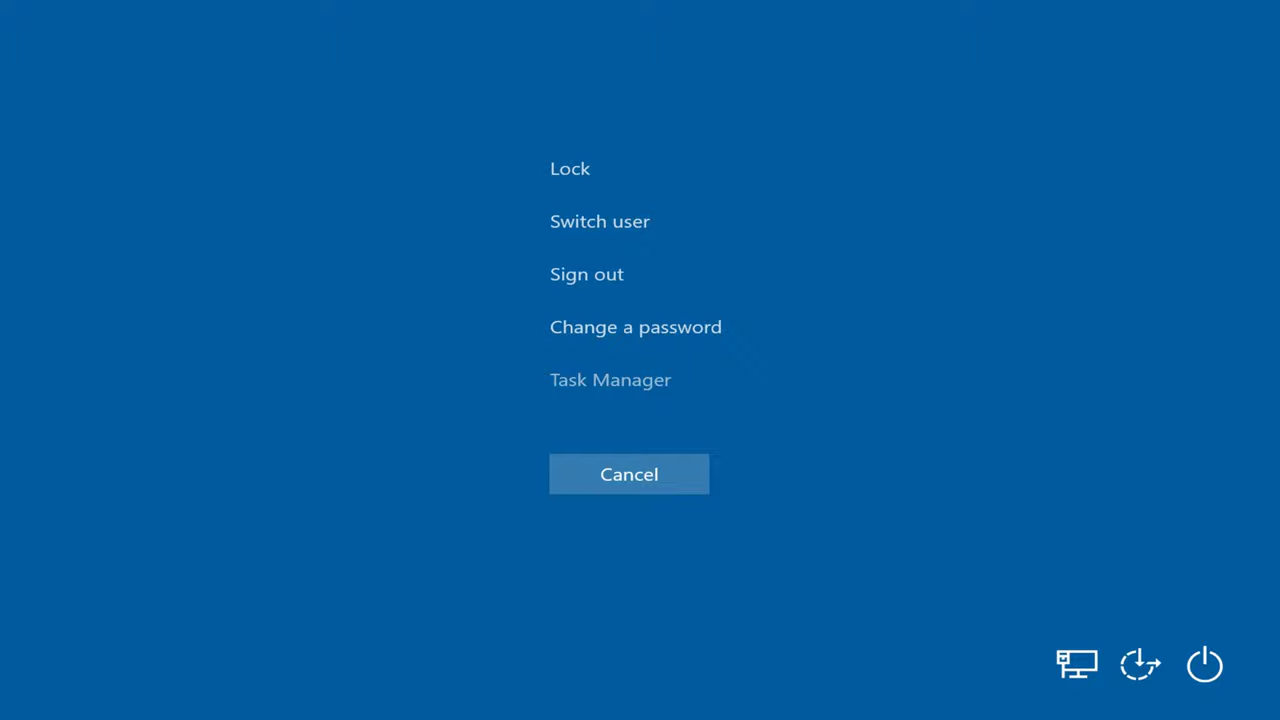 Lock
Switch user
Sign out
Change a password
Task Manager
Cancel